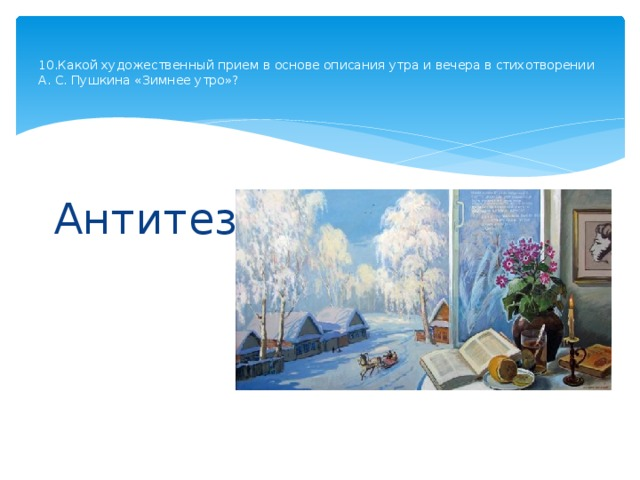 10.Какой художественный прием в основе описания утра и вечера в стихотворении
А. С. Пушкина «Зимнее утро»?
Антитез